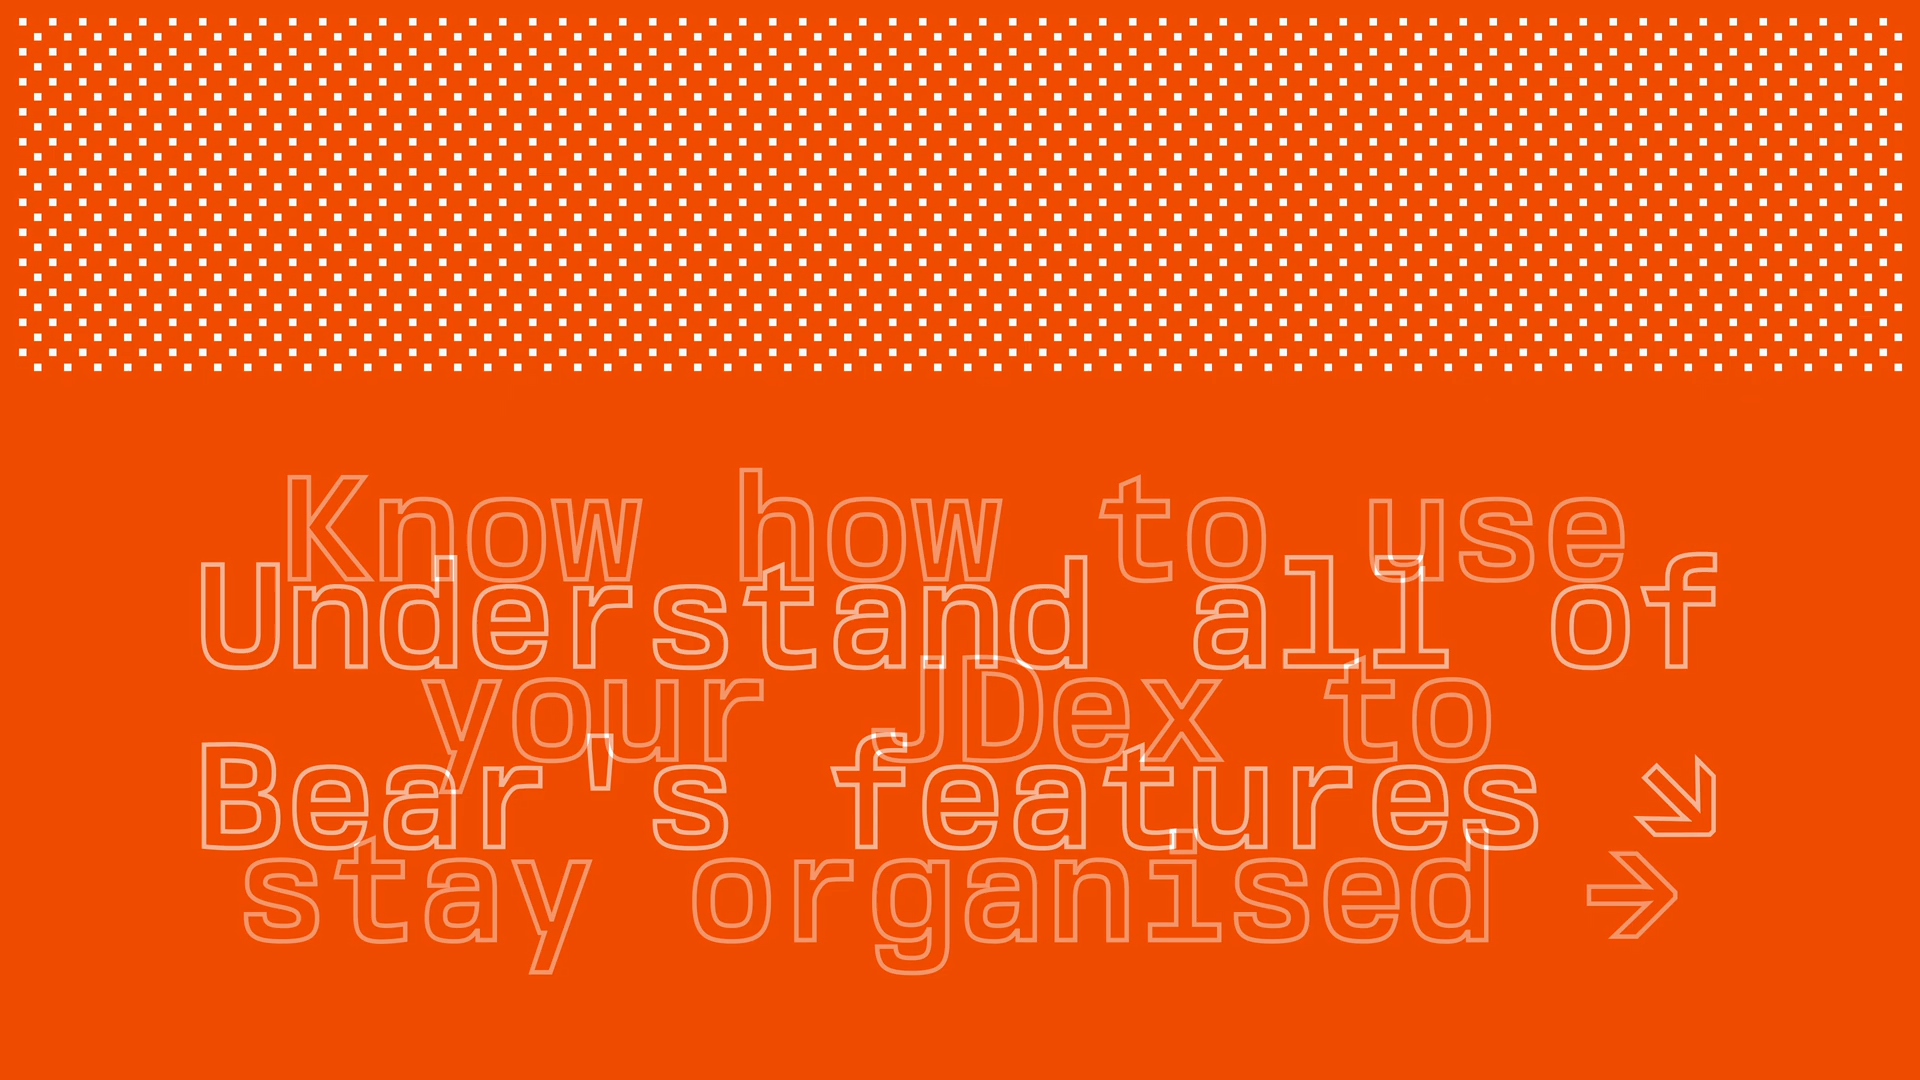 Know how to use
your JDex to
stay organised →
Understand all of
Bear's features ↘